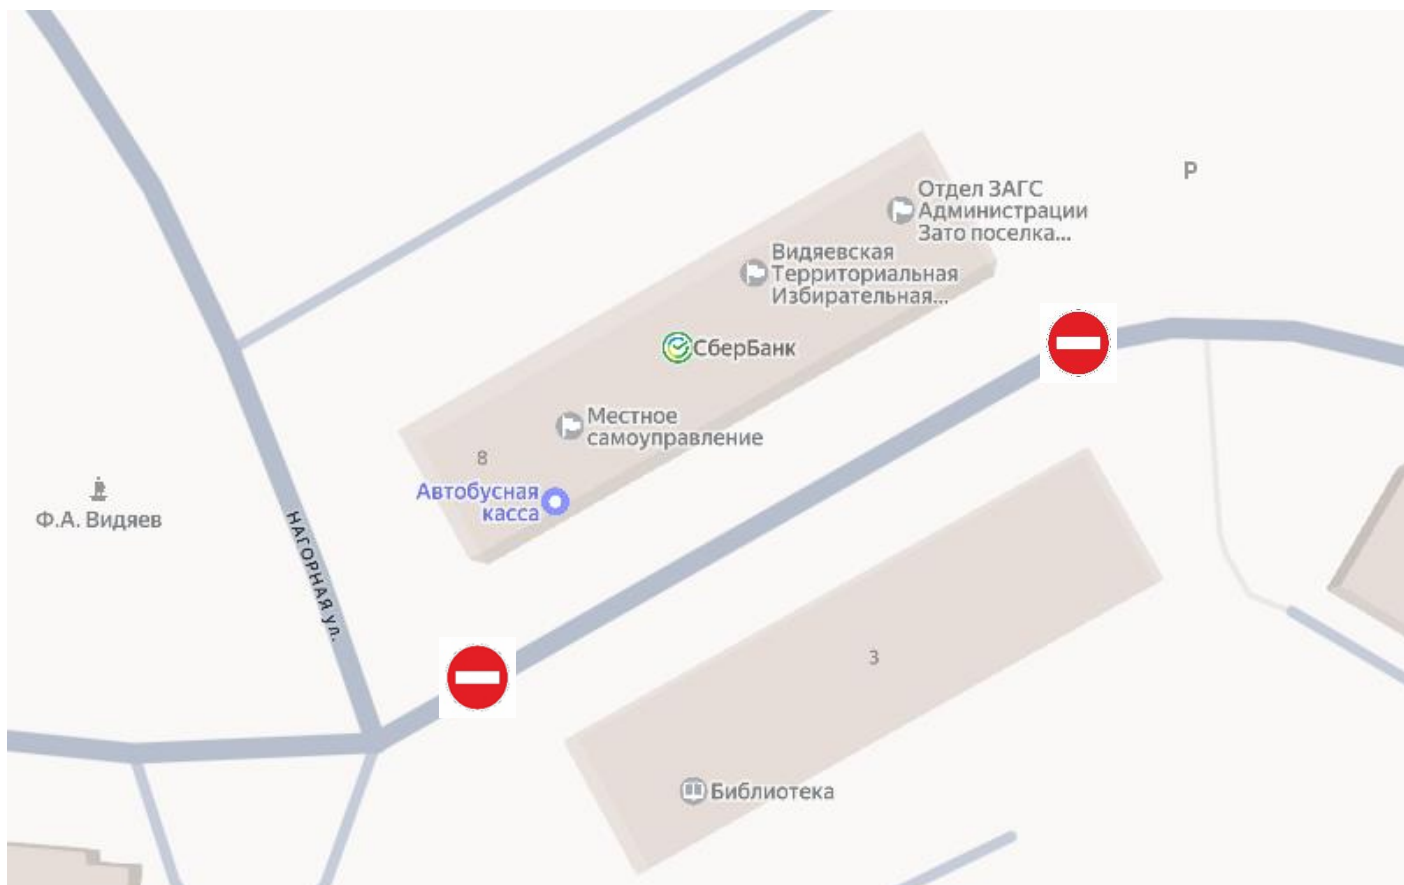 P
Отдел ЗАГС
Администрации
Зато поселка...
Видяевская
Территориальная
Избирательная...
СберБанк
Местное
самоуправление
8
Автобусная
касса
Ф.А. Видяев
НАГОРНАЯ ул.
3
Библиотека